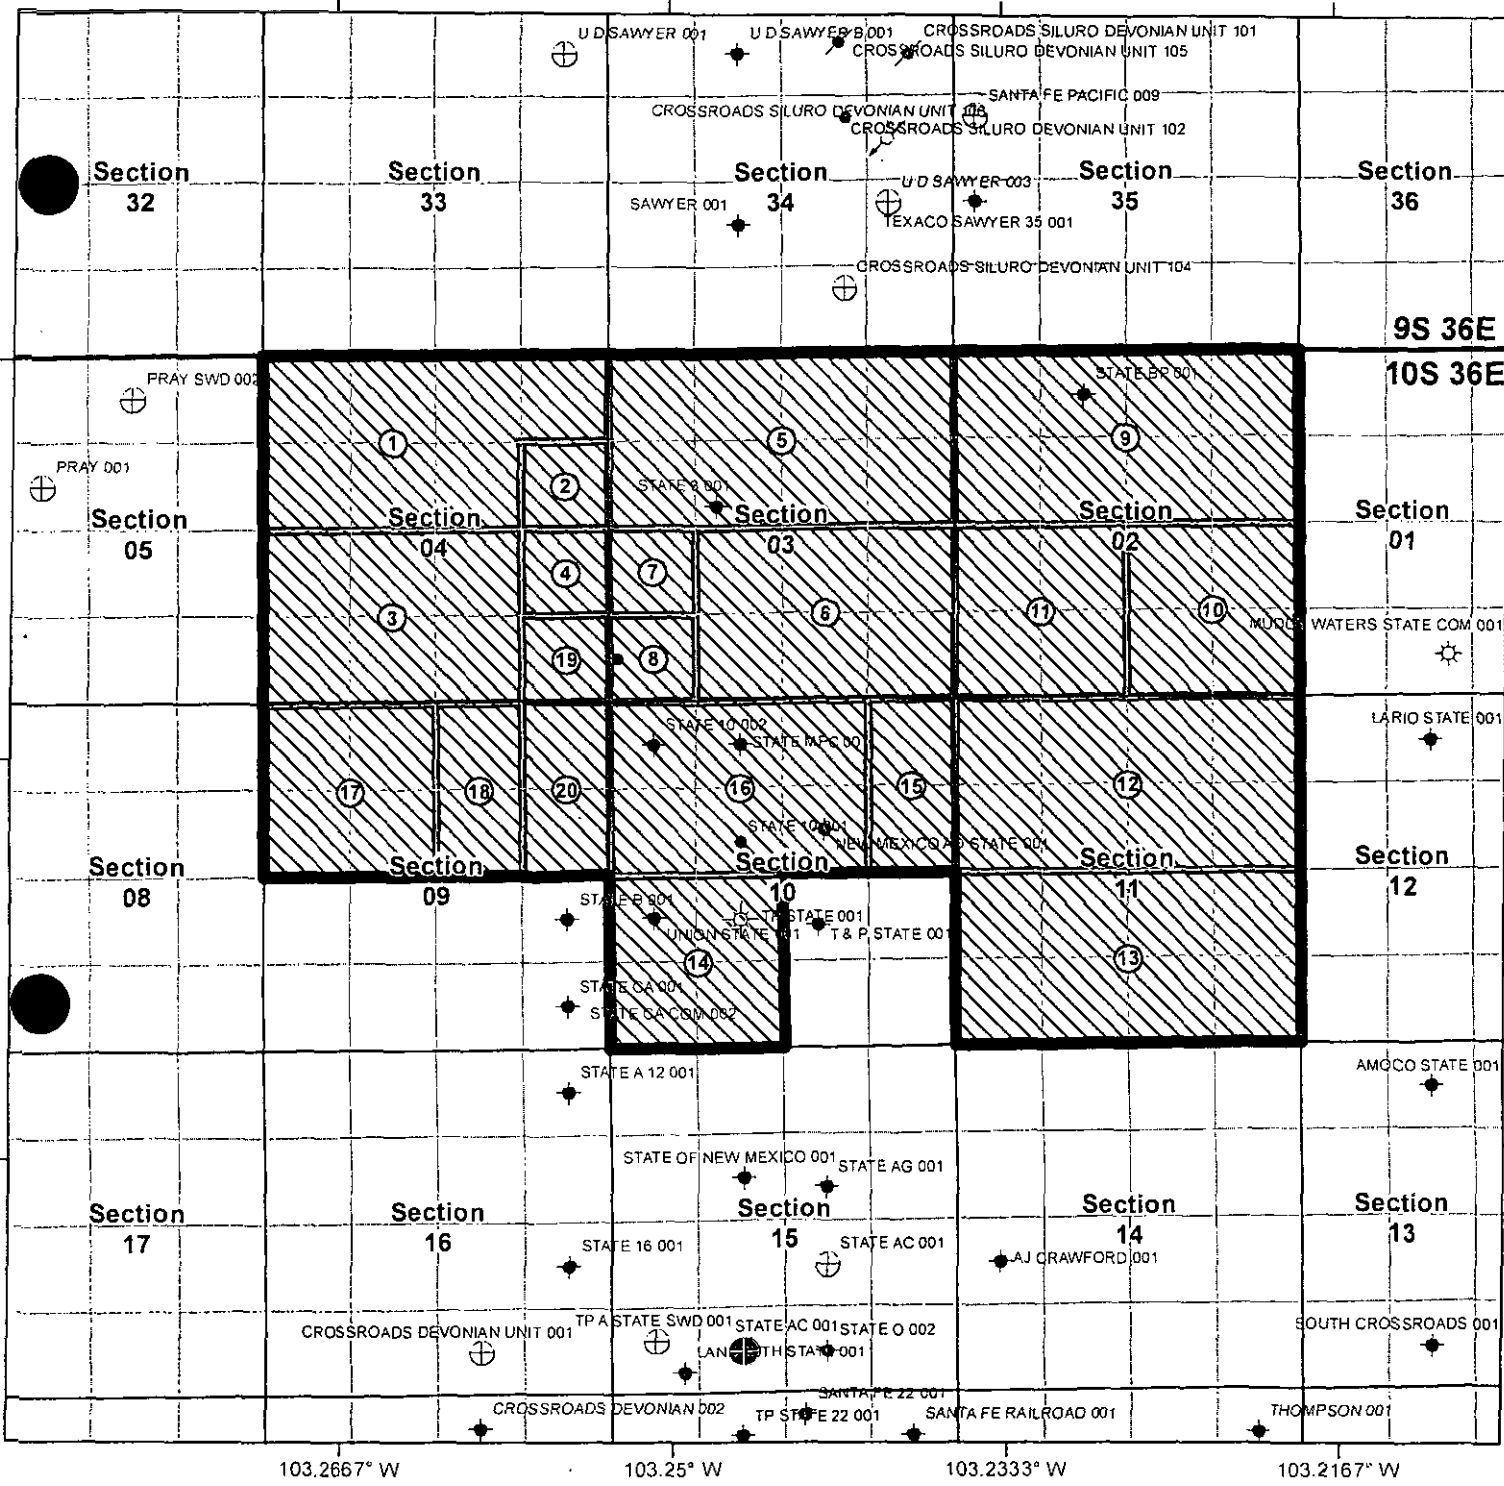 U D SAWYER 001
U D SAWYER B 001
CROSSROADS SILURO DEVONIAN UNIT 101
CROSSROADS SILURO DEVONIAN UNIT 105
SANTA FE PACIFIC 009
CROSSROADS SILURO DEVONIAN UNIT
CROSSROADS SILURO DEVONIAN UNIT 102
Section
32
Section
33
Section
34
Section
35
Section
36
U D SAWYER 003
SAWYER 001
TEXACO SAWYER 35 001
CROSSROADS SILURO DEVONIAN UNIT 104
9S 36E
10S 36E
PRAY SWD 002
STATE BP 001
1
5
9
PRAY 001
2
STATE 3 001
Section
05
Section
04
Section
03
Section
02
Section
01
4
7
3
6
11
10
MUDDY WATERS STATE COM 001
19
8
LARIO STATE 001
STATE 10 002
STATE MPC 001
17
18
20
16
15
12
STATE 10 001
NEW MEXICO AD STATE 001
Section
08
Section
09
Section
10
Section
11
Section
12
STATE B 001
TP STATE 001
UNION STATE 001
T & P STATE 001
14
13
STATE CA 001
STATE CA COM 002
STATE A 12 001
AMOCO STATE 001
STATE OF NEW MEXICO 001
STATE AG 001
Section
17
Section
16
Section
15
Section
14
Section
13
STATE 16 001
STATE AC 001
AJ CRAWFORD 001
TP A STATE SWD 001
STATE AC 001
STATE O 002
SOUTH CROSSROADS 001
CROSSROADS DEVONIAN UNIT 001
STATE 001
SANTA FE 22 001
CROSSROADS DEVONIAN 002
TP STATE 22 001
SANTA FE RAILROAD 001
THOMPSON 001
103.2667° W
103.25° W
103.2333° W
103.2167° W